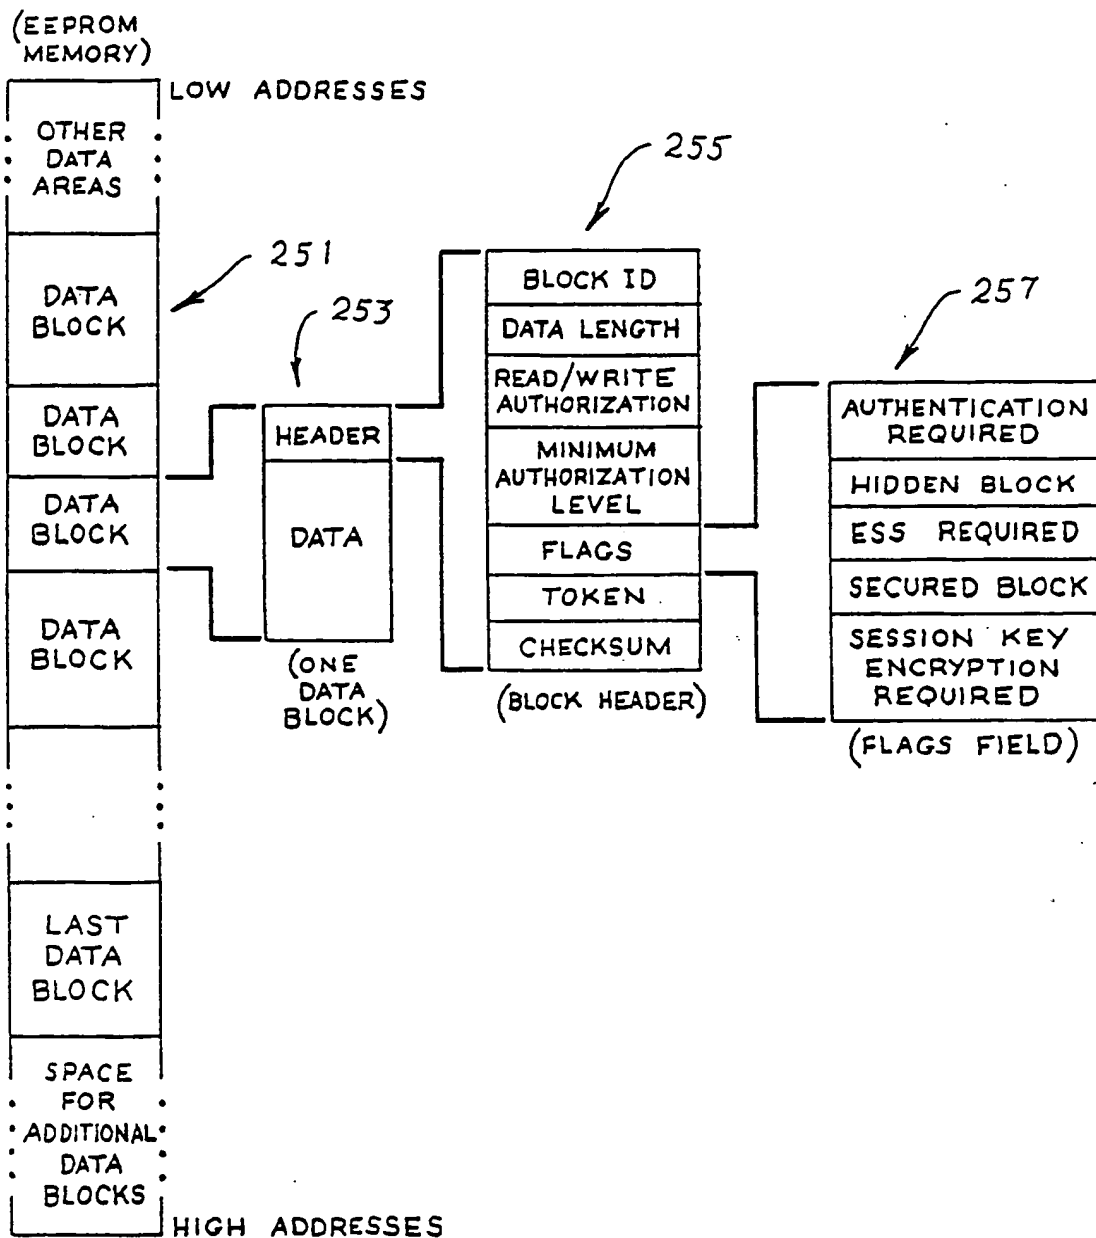 (EEPROM
MEMORY)
LOW ADDRESSES
OTHER
DATA
AREAS
DATA
BLOCK
DATA
BLOCK
DATA
BLOCK
DATA
BLOCK
LAST
DATA
BLOCK
SPACE
FOR
ADDITIONAL
DATA
BLOCKS
HIGH ADDRESSES
251
253
HEADER
DATA
(ONE
DATA
BLOCK)
255
BLOCK ID
DATA LENGTH
READ/WRITE
AUTHORIZATION
MINIMUM
AUTHORIZATION
LEVEL
FLAGS
TOKEN
CHECKSUM
(BLOCK HEADER)
257
AUTHENTICATION
REQUIRED
HIDDEN BLOCK
ESS REQUIRED
SECURED BLOCK
SESSION KEY
ENCRYPTION
REQUIRED
(FLAGS FIELD)